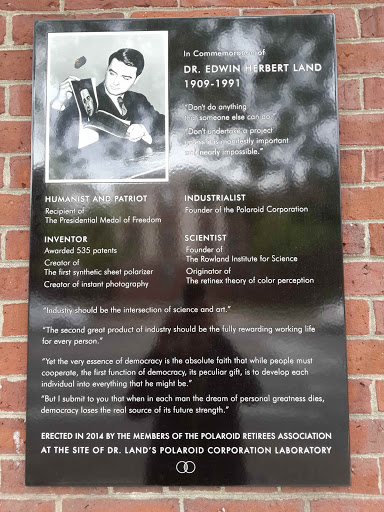 In Commemoration of
DR. EDWIN HERBERT LAND
1909-1991
"Don't do anything
that someone else can do."
"Don't undertake a project
unless it is manifestly important
and nearly impossible."
HUMANIST AND PATRIOT
Recipient of
The Presidential Medal of Freedom
INDUSTRIALIST
Founder of the Polaroid Corporation
INVENTOR
Awarded 535 patents
Creator of
The first synthetic sheet polarizer
Creator of instant photography
SCIENTIST
Founder of
The Rowland Institute for Science
Originator of
The retinex theory of color perception
"Industry should be the intersection of science and art."
"The second great product of industry should be the fully rewarding working life
for every person."
"Yet the very essence of democracy is the absolute faith that while people must
cooperate, the first function of democracy, its peculiar gift, is to develop each
individual into everything that he might be."
"But I submit to you that when in each man the dream of personal greatness dies,
democracy loses the real source of its future strength."
ERECTED IN 2014 BY THE MEMBERS OF THE POLAROID RETIREES ASSOCIATION
AT THE SITE OF DR. LAND'S POLAROID CORPORATION LABORATORY